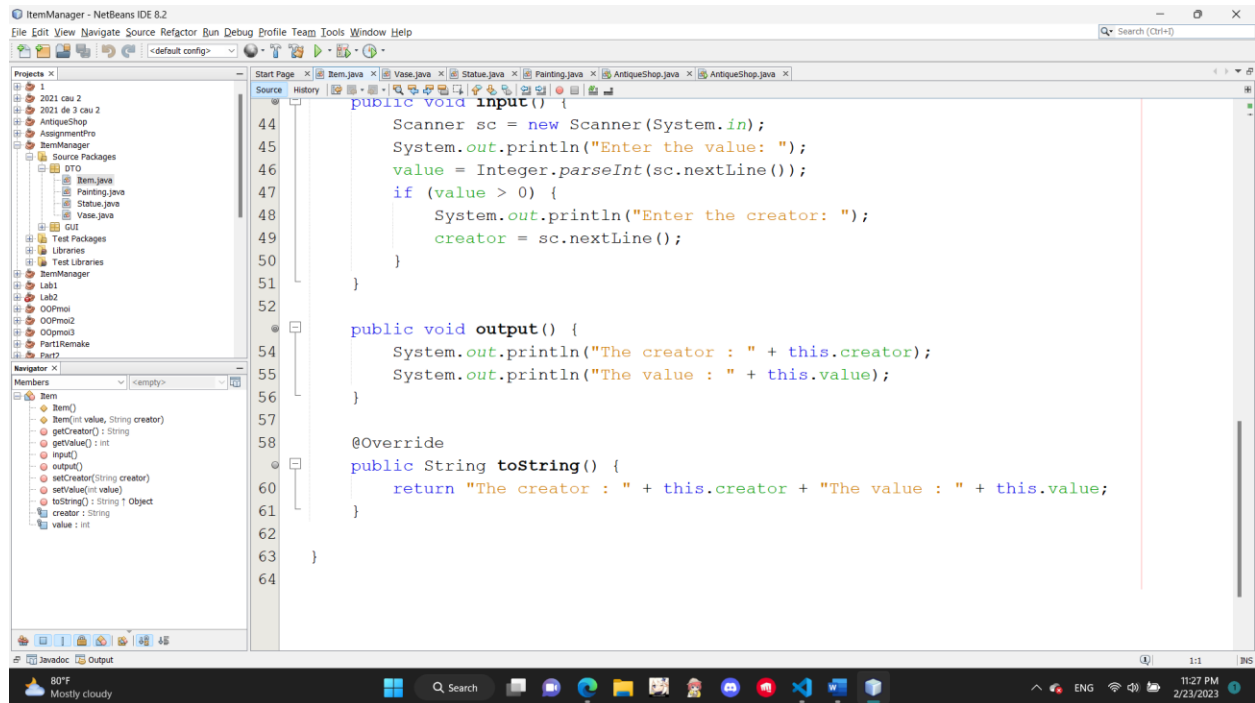 ItemManager - NetBeans IDE 8.2
File Edit View Navigate Source Refactor Run Debug Profile Team Tools Window Help
Search (Ctrl+I)
<default config>
Projects
Start Page Item.java Vase.java Statue.java Painting.java AntiqueShop.java AntiqueShop.java
Source History
1
2021 cau 2
2021 de 3 cau 2
AntiqueShop
AssignmentPro
ItemManager
Source Packages
DTO
Item.java
Painting.java
Statue.java
Vase.java
GUI
Test Packages
Libraries
Test Libraries
ItemManager
Lab1
Lab2
OOPmoi
OOPmoi2
OOpmoi3
Part1Remake
Part2
Navigator
Members <empty>
Item
Item()
Item(int value, String creator)
getCreator() : String
getValue() : int
input()
output()
setCreator(String creator)
setValue(int value)
toString() : String ↑ Object
creator : String
value : int
public void input() {
44 Scanner sc = new Scanner(System.in);
45 System.out.println("Enter the value: ");
46 value = Integer.parseInt(sc.nextLine());
47 if (value > 0) {
48 System.out.println("Enter the creator: ");
49 creator = sc.nextLine();
50 }
51 }
52
public void output() {
54 System.out.println("The creator : " + this.creator);
55 System.out.println("The value : " + this.value);
56 }
57
58 @Override
public String toString() {
60 return "The creator : " + this.creator + "The value : " + this.value;
61 }
62
63 }
64
Javadoc Output
1 1:1 INS
80°F
Mostly cloudy
Search
ENG
11:27 PM
2/23/2023
1